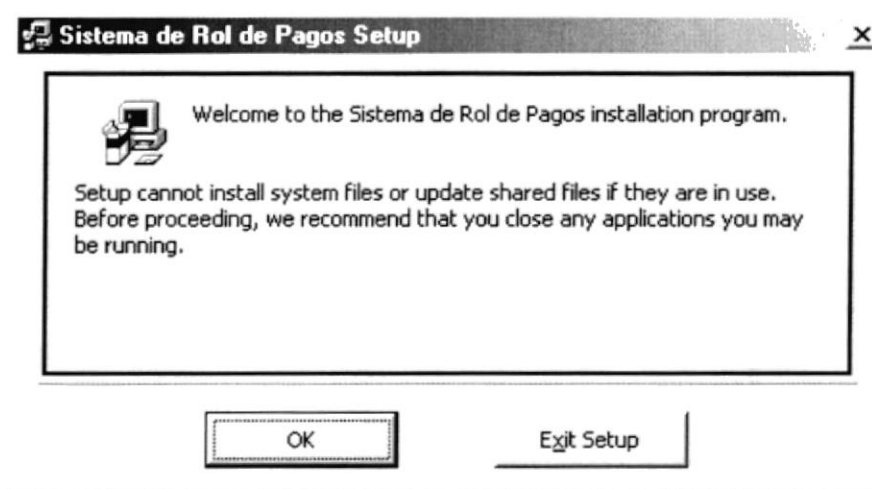 Sistema de Rol de Pagos Setup
Welcome to the Sistema de Rol de Pagos installation program.
Setup cannot install system files or update shared files if they are in use.
Before proceeding, we recommend that you close any applications you may
be running.
OK
Exit Setup